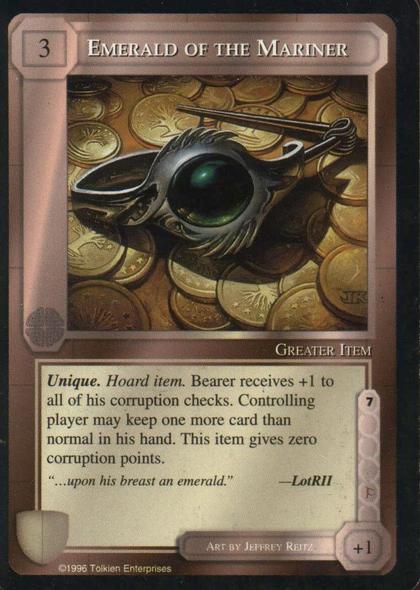 3
EMERALD OF THE MARINER
JR
GREATER ITEM
Unique. Hoard item. Bearer receives +1 to
all of his corruption checks. Controlling
player may keep one more card than
normal in his hand. This item gives zero
corruption points.
"...upon his breast an emerald." —LotRII
7
F
ART BY JEFFREY REITZ
+1
©1996 Tolkien Enterprises